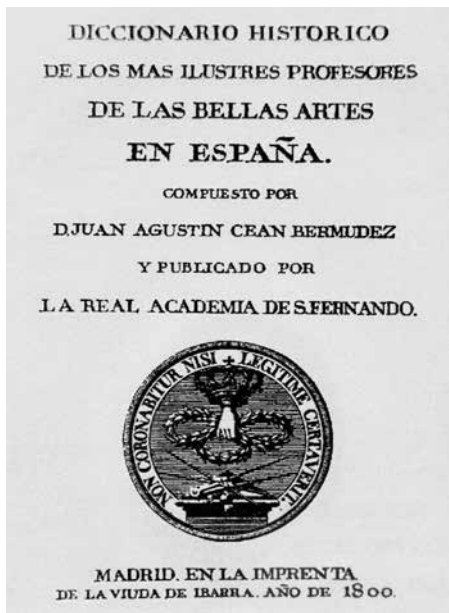 DICCIONARIO HISTORICO
DE LOS MAS ILUSTRES PROFESORES
DE LAS BELLAS ARTES
EN ESPAÑA.
COMPUESTO POR
D. JUAN AGUSTIN CEAN BERMUDEZ
Y PUBLICADO POR
LA REAL ACADEMIA DE S. FERNANDO.
NON CORONABITUR NISI LEGITIME CERTAVERIT.
MADRID. EN LA IMPRENTA
DE LA VIUDA DE IBARRA. AÑO DE 1800.